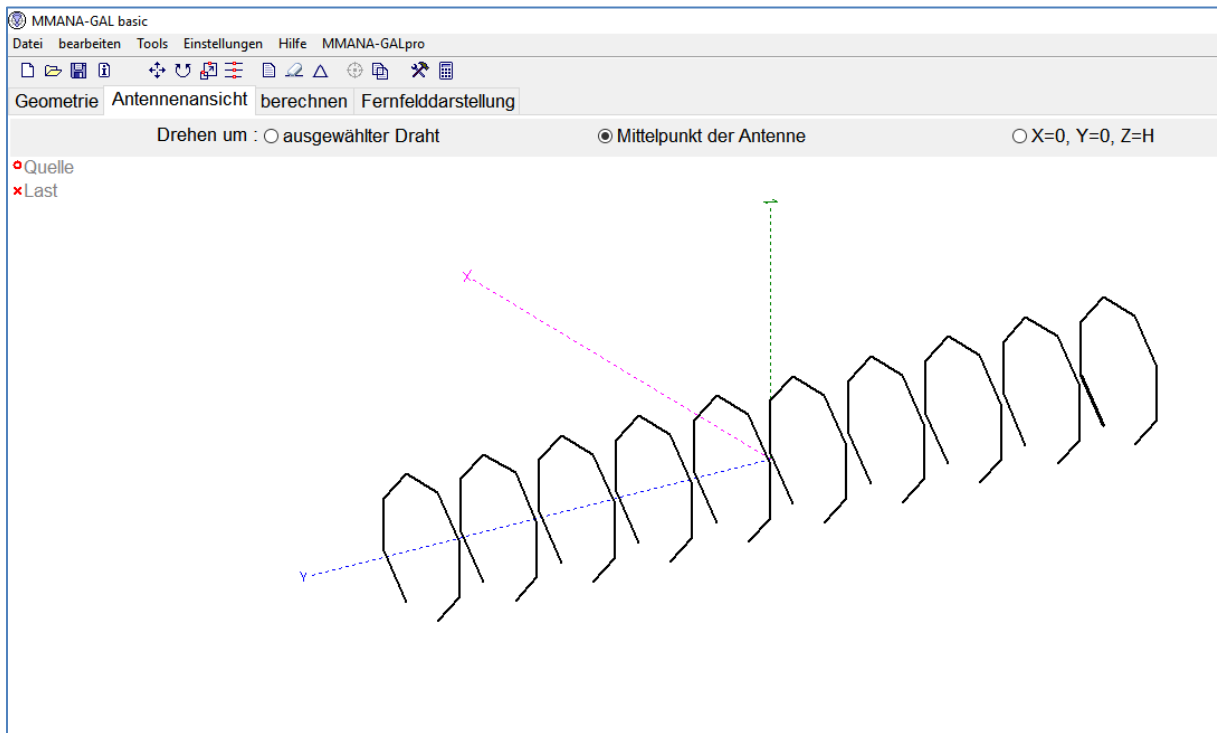 MMANA-GAL basic
Datei bearbeiten Tools Einstellungen Hilfe MMANA-GALpro
Geometrie Antennenansicht berechnen Fernfelddarstellung
Drehen um : ausgewählter Draht Mittelpunkt der Antenne X=0, Y=0, Z=H
Quelle
Last
X
Y